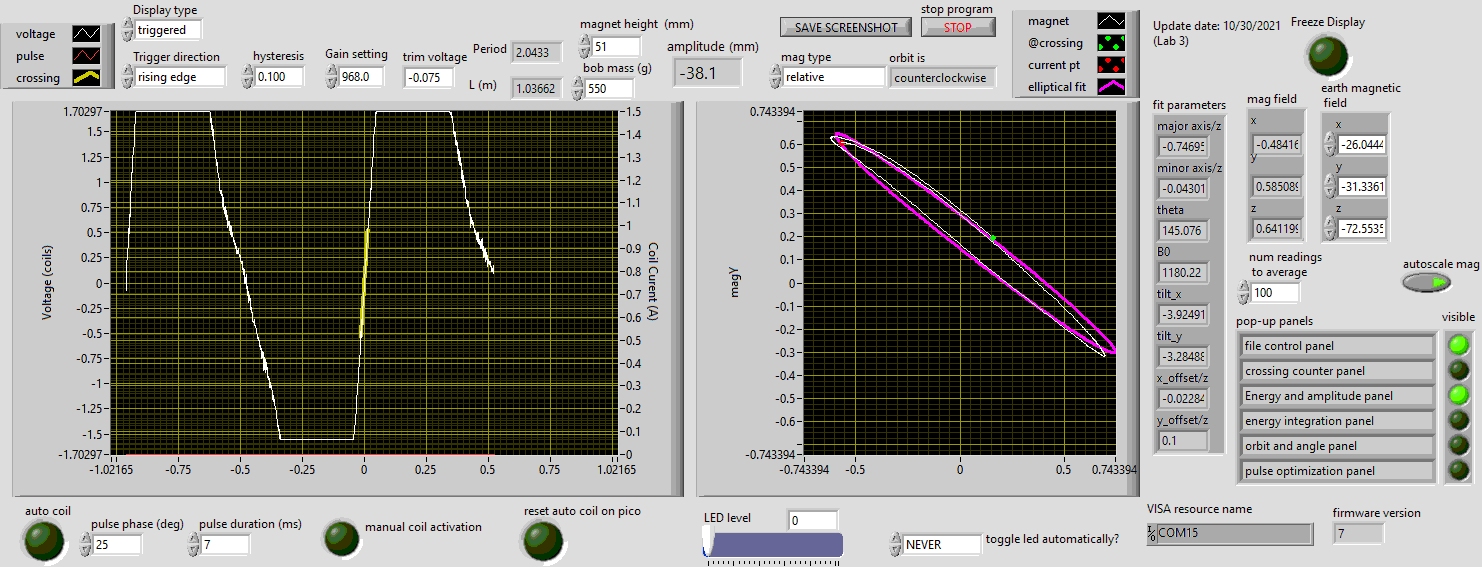 voltage
pulse
crossing
Display type
triggered
Trigger direction
rising edge
hysteresis
0.100
Gain setting
968.0
trim voltage
-0.075
Period
2.0433
L (m)
1.03662
magnet height (mm)
51
bob mass (g)
550
amplitude (mm)
-38.1
SAVE SCREENSHOT
stop program
STOP
mag type
relative
orbit is
counterclockwise
magnet
@crossing
current pt
elliptical fit
Update date: 10/30/2021
(Lab 3)
Freeze Display
Voltage (coils)
1.70297
1.5
1.25
1
0.75
0.5
0.25
0
-0.25
-0.5
-0.75
-1
-1.25
-1.5
-1.70297
-1.02165
-0.75
-0.5
-0.25
0
0.25
0.5
0.75
1.02165
1.5
1.4
1.3
1.2
1.1
1
0.9
0.8
0.7
0.6
0.5
0.4
0.3
0.2
0.1
0
Coil Curent (A)
magy
0.743394
0.6
0.5
0.4
0.3
0.2
0.1
0
-0.1
-0.2
-0.3
-0.4
-0.5
-0.6
-0.743394
-0.743394
-0.5
0
0.5
0.743394
fit parameters
major axis/z
-0.74695
minor axis/z
-0.04301
theta
145.076
B0
1180.22
tilt_x
-3.92491
tilt_y
-3.28488
x_offset/z
-0.02284
y_offset/z
0.1
mag field
x
-0.48416
y
0.585089
z
0.641199
earth magnetic
field
x
-26.0444
y
-31.3361
z
-72.5535
num readings
to average
100
autoscale mag
pop-up panels
visible
file control panel
crossing counter panel
Energy and amplitude panel
energy integration panel
orbit and angle panel
pulse optimization panel
auto coil
pulse phase (deg)
25
pulse duration (ms)
7
manual coil activation
reset auto coil on pico
LED level
0
NEVER
toggle led automatically?
VISA resource name
COM15
firmware version
7